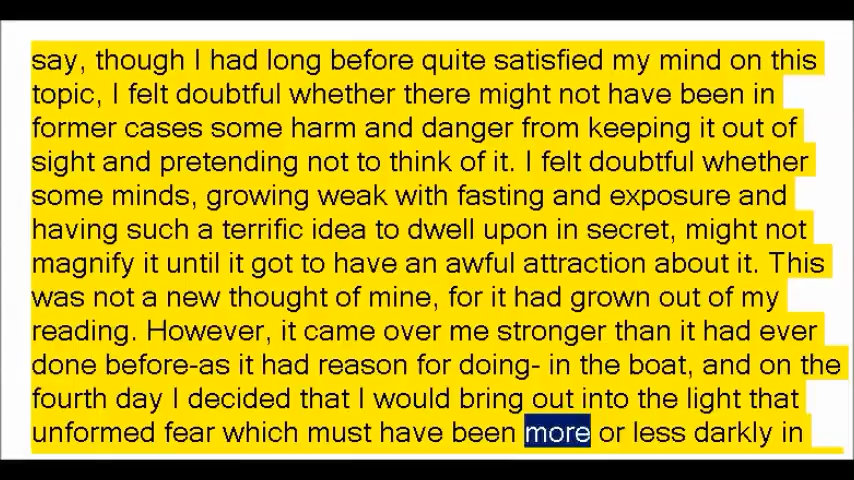 say, though I had long before quite satisfied my mind on this
topic, I felt doubtful whether there might not have been in
former cases some harm and danger from keeping it out of
sight and pretending not to think of it. I felt doubtful whether
some minds, growing weak with fasting and exposure and
having such a terrific idea to dwell upon in secret, might not
magnify it until it got to have an awful attraction about it. This
was not a new thought of mine, for it had grown out of my
reading. However, it came over me stronger than it had ever
done before-as it had reason for doing- in the boat, and on the
fourth day I decided that I would bring out into the light that
unformed fear which must have been more or less darkly in